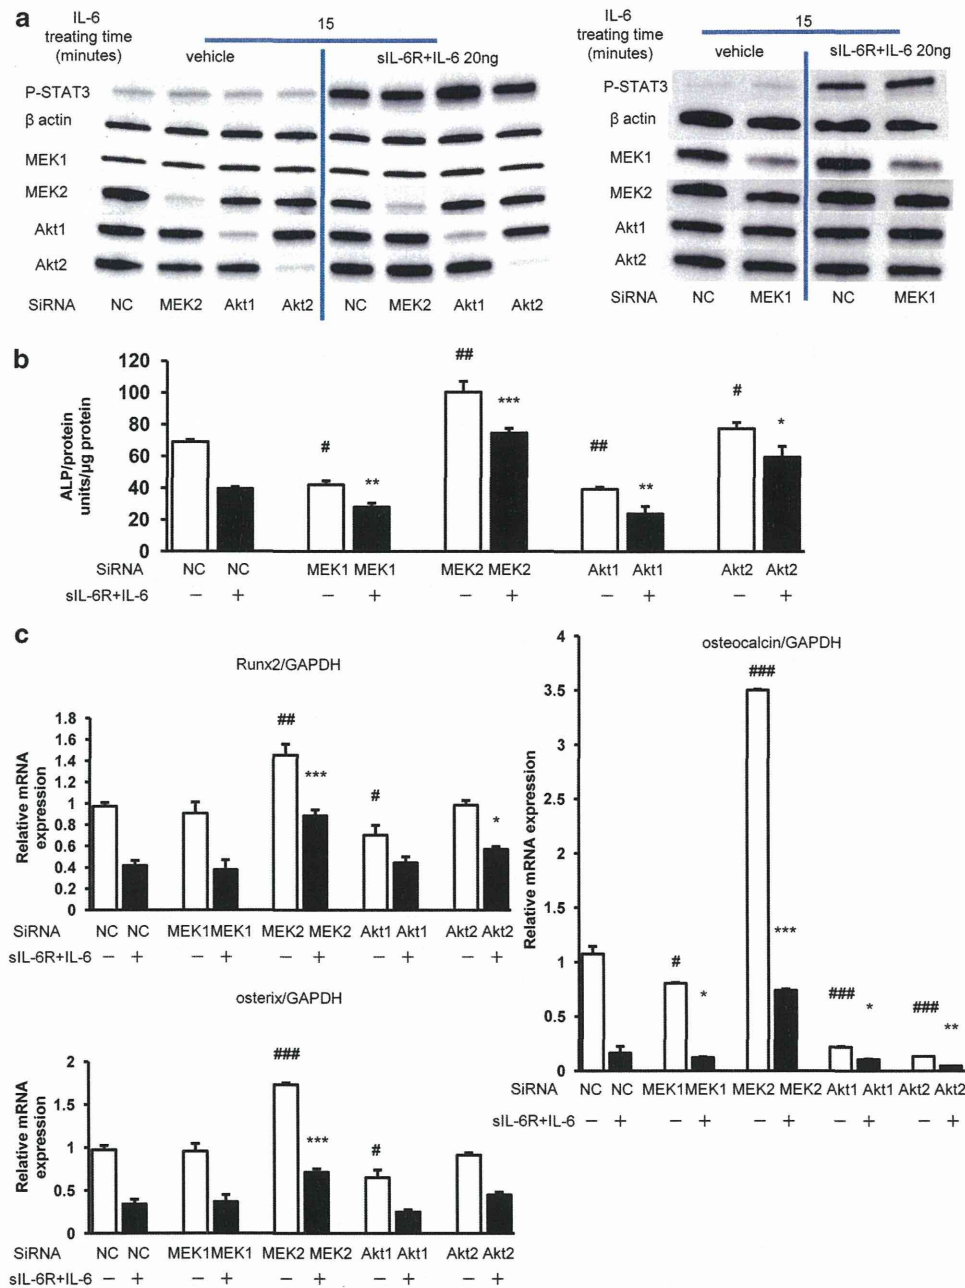 a
IL-6
treating time
(minutes)
15
vehicle
sIL-6R+IL-6 20ng
P-STAT3
β actin
MEK1
MEK2
Akt1
Akt2
SiRNA NC MEK2 Akt1 Akt2 NC MEK2 Akt1 Akt2
IL-6
treating time
(minutes)
15
vehicle
sIL-6R+IL-6 20ng
P-STAT3
β actin
MEK1
MEK2
Akt1
Akt2
SiRNA NC MEK1 NC MEK1
b
ALP/protein
units/µg protein
120
100
80
60
40
20
0
# ** ## *** ## ** # *
SiRNA NC NC MEK1 MEK1 MEK2 MEK2 Akt1 Akt1 Akt2 Akt2
sIL-6R+IL-6 − + − + − + − + − +
c
Runx2/GAPDH
Relative mRNA
expression
1.8
1.6
1.4
1.2
1
0.8
0.6
0.4
0.2
0
## *** # *
SiRNA NC NC MEK1 MEK1 MEK2 MEK2 Akt1 Akt1 Akt2 Akt2
sIL-6R+IL-6 − + − + − + − + − +
osterix/GAPDH
Relative mRNA
expression
2
1.5
1
0.5
0
### *** #
SiRNA NC NC MEK1 MEK1 MEK2 MEK2 Akt1 Akt1 Akt2 Akt2
sIL-6R+IL-6 − + − + − + − + − +
osteocalcin/GAPDH
Relative mRNA expression
4
3.5
3
2.5
2
1.5
1
0.5
0
# * ### *** ### * ### **
SiRNA NC NC MEK1 MEK1 MEK2 MEK2 Akt1 Akt1 Akt2 Akt2
sIL-6R+IL-6 − + − + − + − + − +